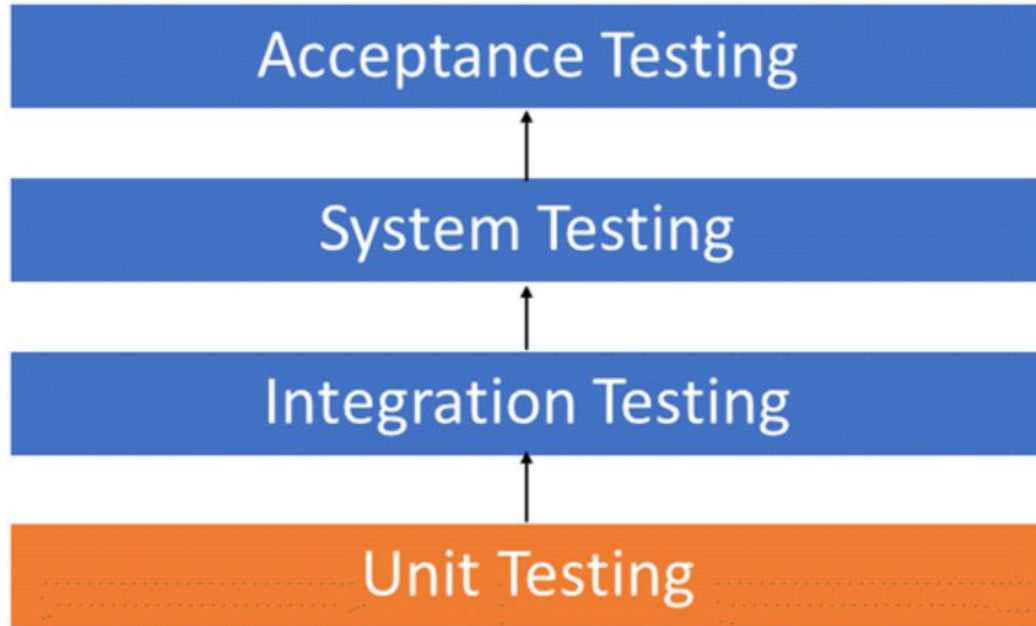 Acceptance Testing
System Testing
Integration Testing
Unit Testing